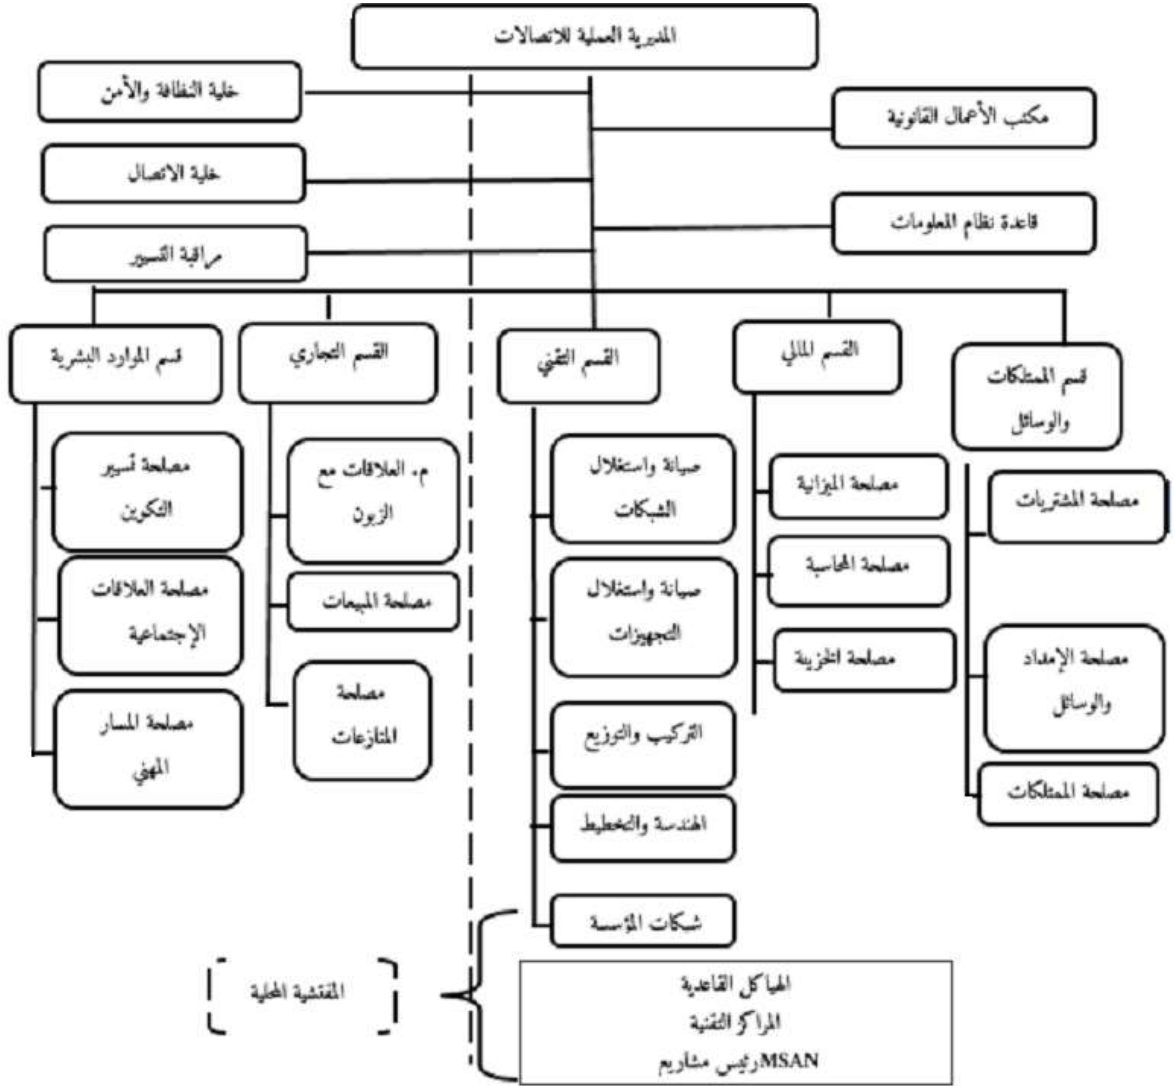 المديرية العملية للاتصالات
خلية النظافة والأمن
مكتب الأعمال القانونية
خلية الاتصال
قاعدة نظام المعلومات
مراقبة التسيير
قسم الموارد البشرية
القسم التجاري
القسم التقني
القسم المالي
قسم الممتلكات
والوسائل
مصلحة تسيير
التكوين
مصلحة العلاقات
الإجتماعية
مصلحة المسار
المهني
م. العلاقات مع
الزبون
مصلحة المبيعات
مصلحة
المنازعات
صيانة واستغلال
الشبكات
صيانة واستغلال
التجهيزات
التركيب والتوزيع
الهندسة والتخطيط
شبكات المؤسسة
مصلحة الميزانية
مصلحة المحاسبة
مصلحة الخزينة
مصلحة المشتريات
مصلحة الإمداد
والوسائل
مصلحة الممتلكات
المفتشية المحلية
الهياكل القاعدية
المراكز التقنية
MSANرئيس مشاريع